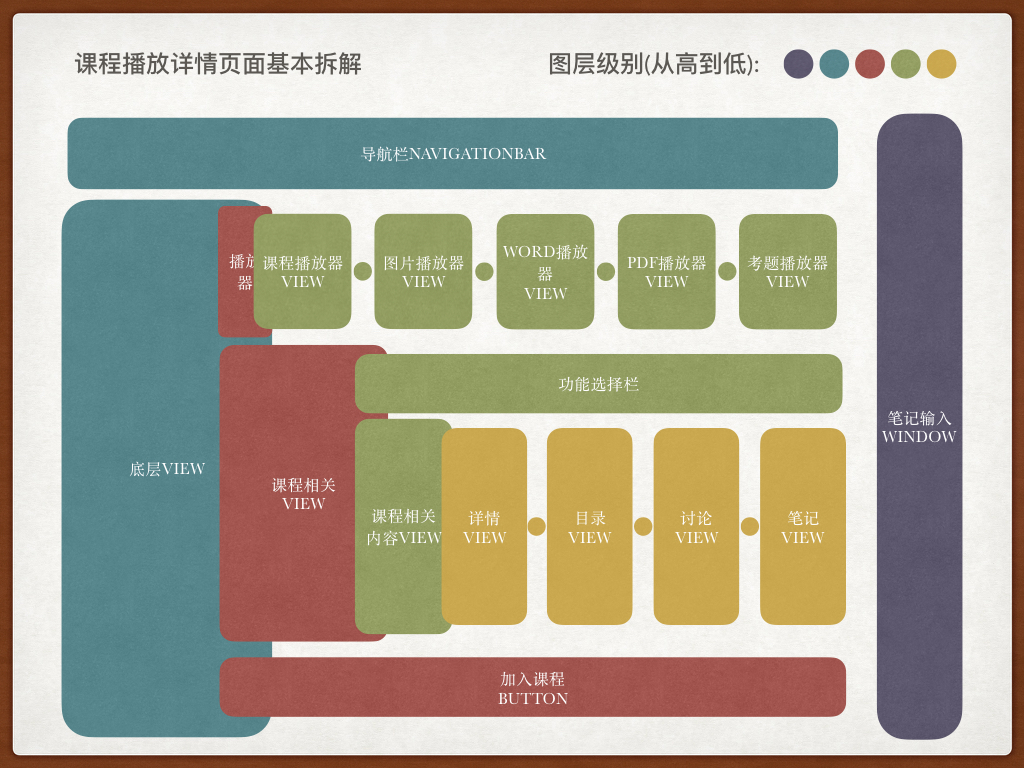 课程播放详情页面基本拆解
图层级别(从高到低):
导航栏NAVIGATIONBAR
播放
器
课程播放器
VIEW
图片播放器
VIEW
WORD播放
器
VIEW
PDF播放器
VIEW
考题播放器
VIEW
功能选择栏
笔记输入
WINDOW
底层VIEW
课程相关
VIEW
课程相关
内容VIEW
详情
VIEW
目录
VIEW
讨论
VIEW
笔记
VIEW
加入课程
BUTTON